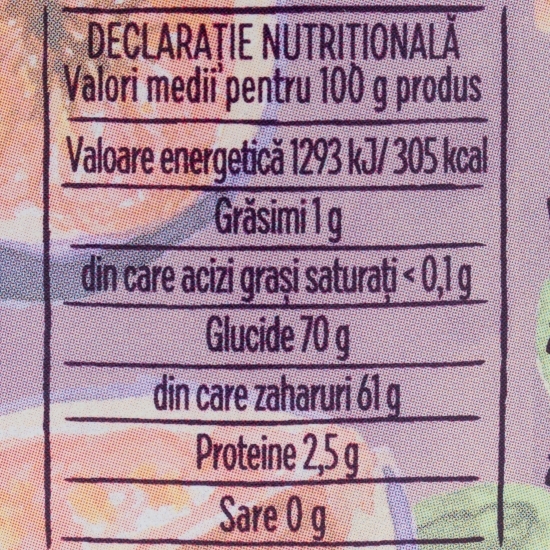 DECLARAȚIE NUTRIȚIONALĂ
Valori medii pentru 100 g produs
Valoare energetică 1293 kJ/ 305 kcal
Grăsimi 1 g
din care acizi grași saturați < 0,1 g
Glucide 70 g
din care zaharuri 61 g
Proteine 2,5 g
Sare 0 g